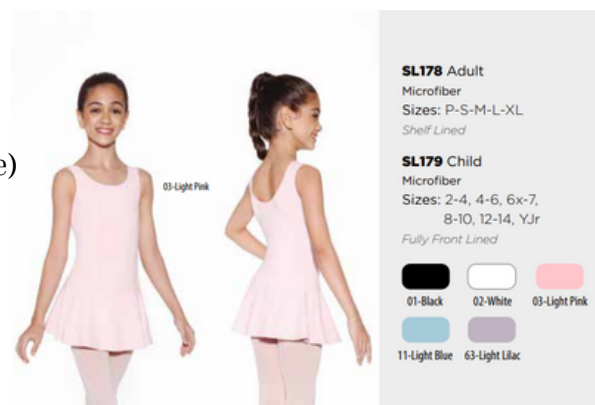 e)
03-Light Pink
SL178 Adult
Microfiber
Sizes: P-S-M-L-XL
Shelf Lined
SL179 Child
Microfiber
Sizes: 2-4, 4-6, 6x-7,
8-10, 12-14, YJr
Fully Front Lined
01-Black 02-White 03-Light Pink
11-Light Blue 63-Light Lilac